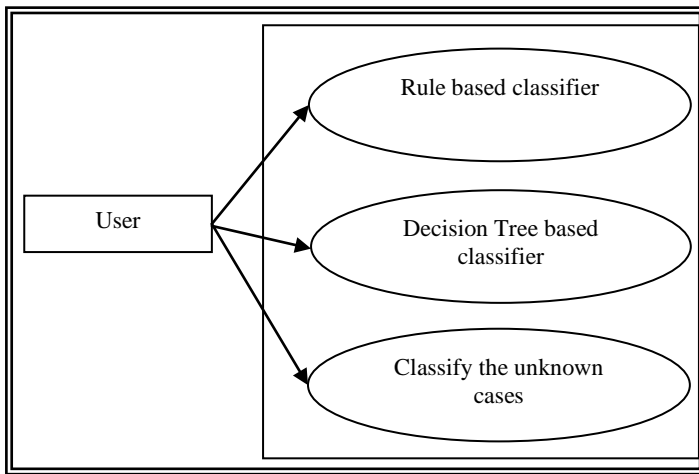 Rule based classifier
User
Decision Tree based
classifier
Classify the unknown
cases